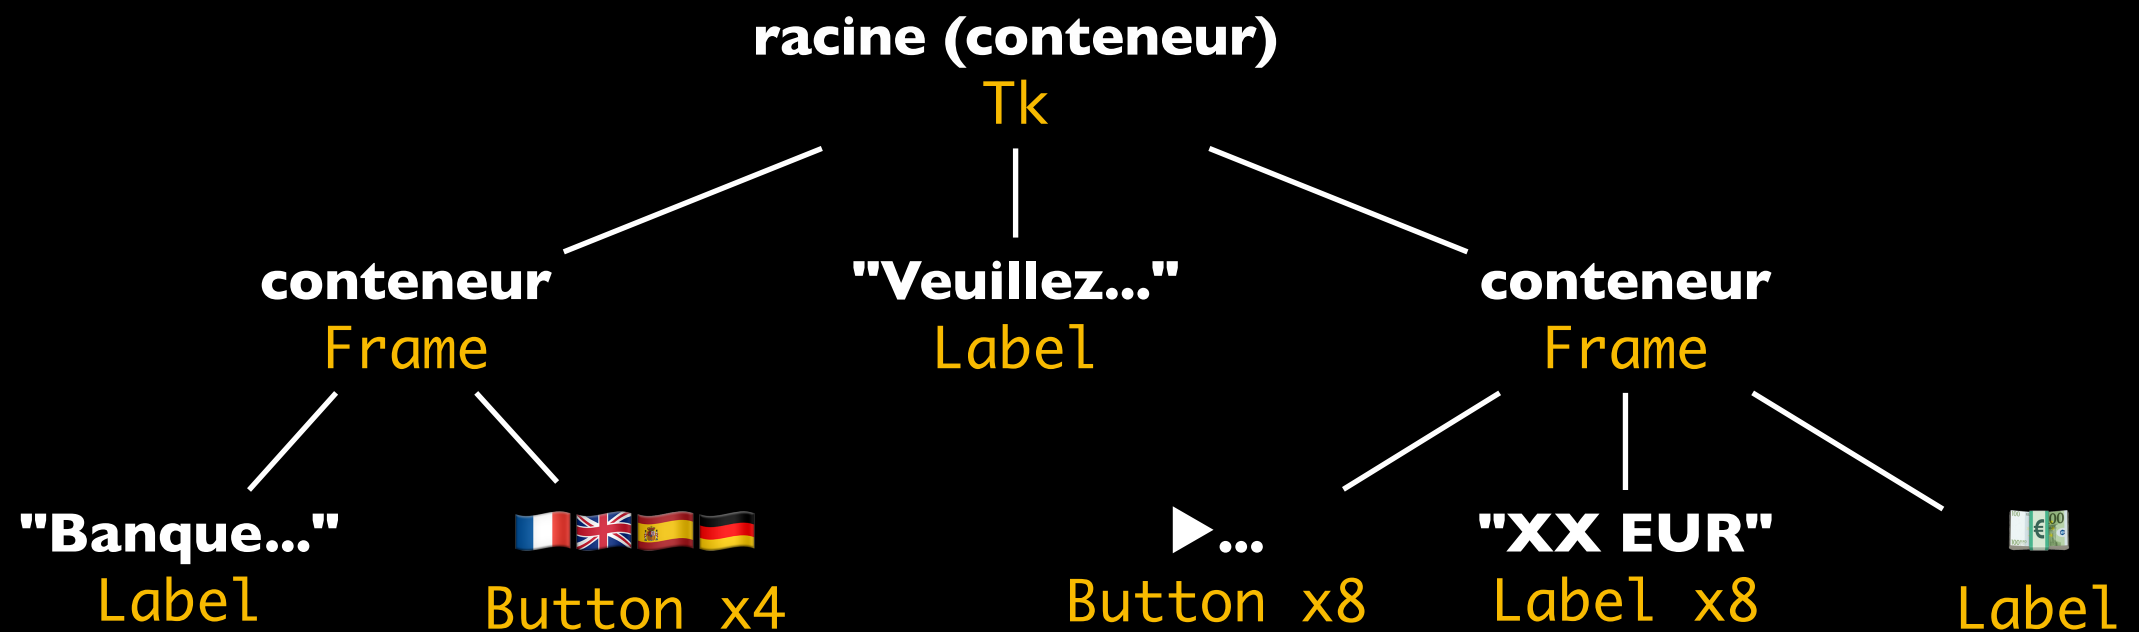 racine (conteneur)
Tk
conteneur
"Veuillez..."
conteneur
Frame
Label
Frame
"Banque..."
▶...
"XX EUR"
Label
Button x4
Button x8
Label x8
Label